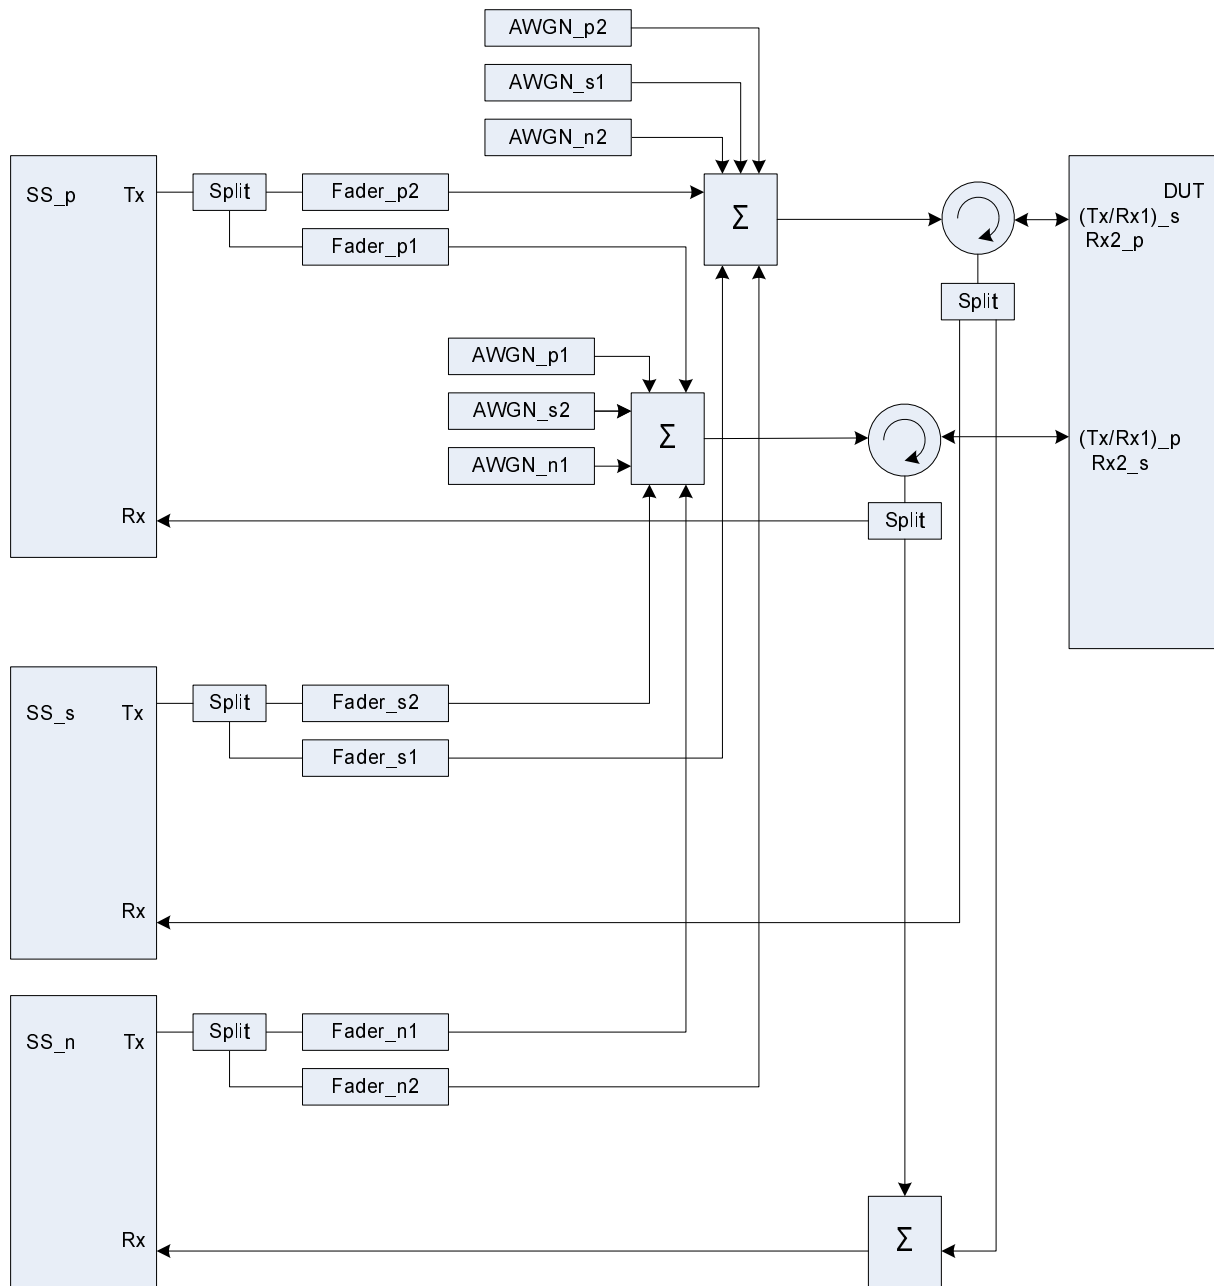 AWGN_p2
AWGN_s1
AWGN_n2
SS_p Tx
Split
Fader_p2
Fader_p1
Σ
DUT
(Tx/Rx1)_s
Rx2_p
Split
AWGN_p1
AWGN_s2
AWGN_n1
Σ
(Tx/Rx1)_p
Rx2_s
Rx
Split
SS_s Tx
Split
Fader_s2
Fader_s1
Rx
SS_n Tx
Split
Fader_n1
Fader_n2
Rx
Σ